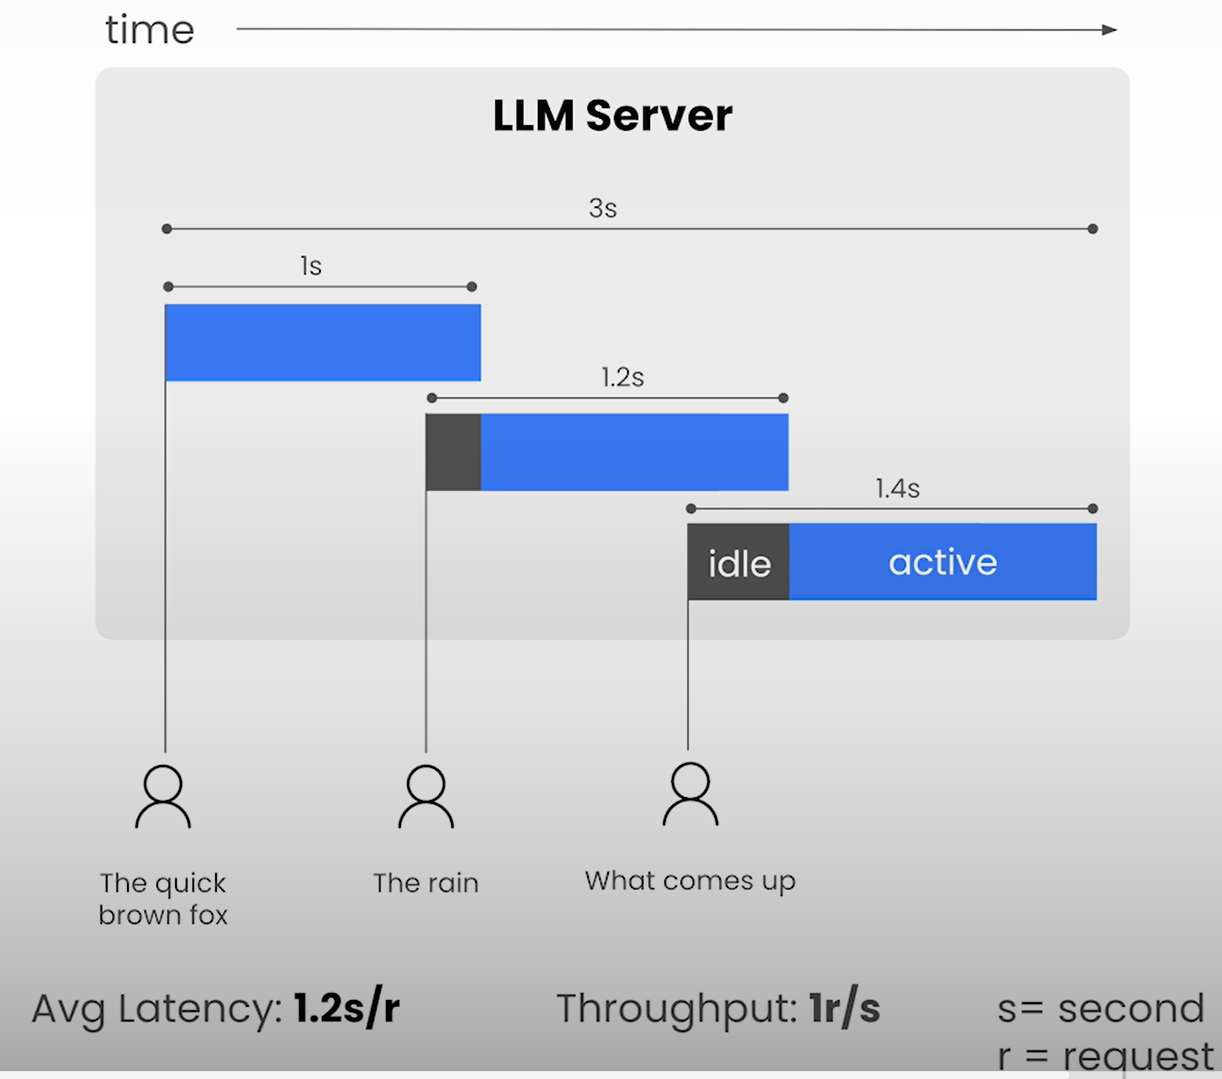 time
LLM Server
3s
1s
1.2s
1.4s
idle
active
The quick
brown fox
The rain
What comes up
Avg Latency: 1.2s/r
Throughput: 1r/s
s= second
r = request